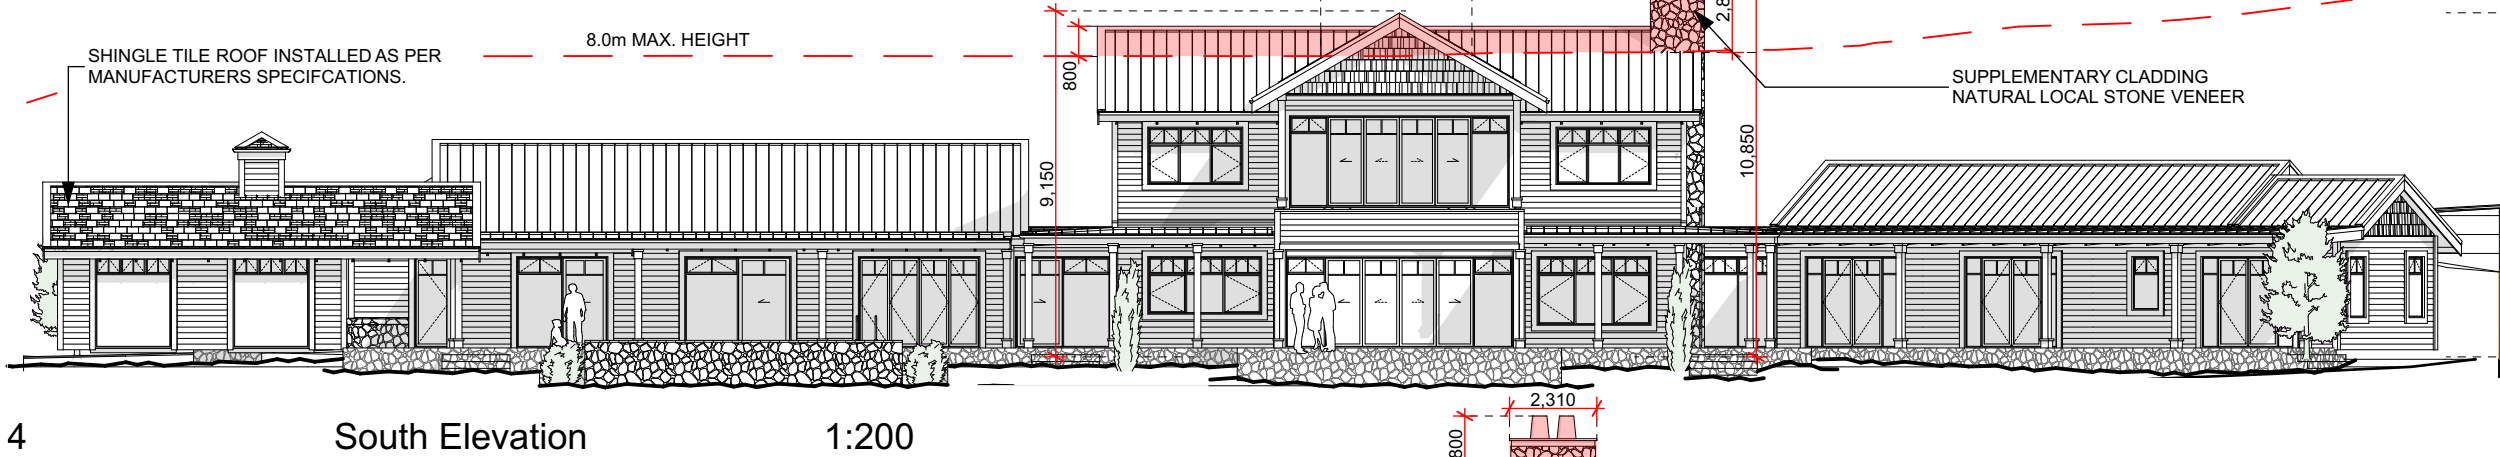 8.0m MAX. HEIGHT
SHINGLE TILE ROOF INSTALLED AS PER
MANUFACTURERS SPECIFCATIONS.
800
9,150
10,850
SUPPLEMENTARY CLADDING
NATURAL LOCAL STONE VENEER
2,310
4 South Elevation 1:200